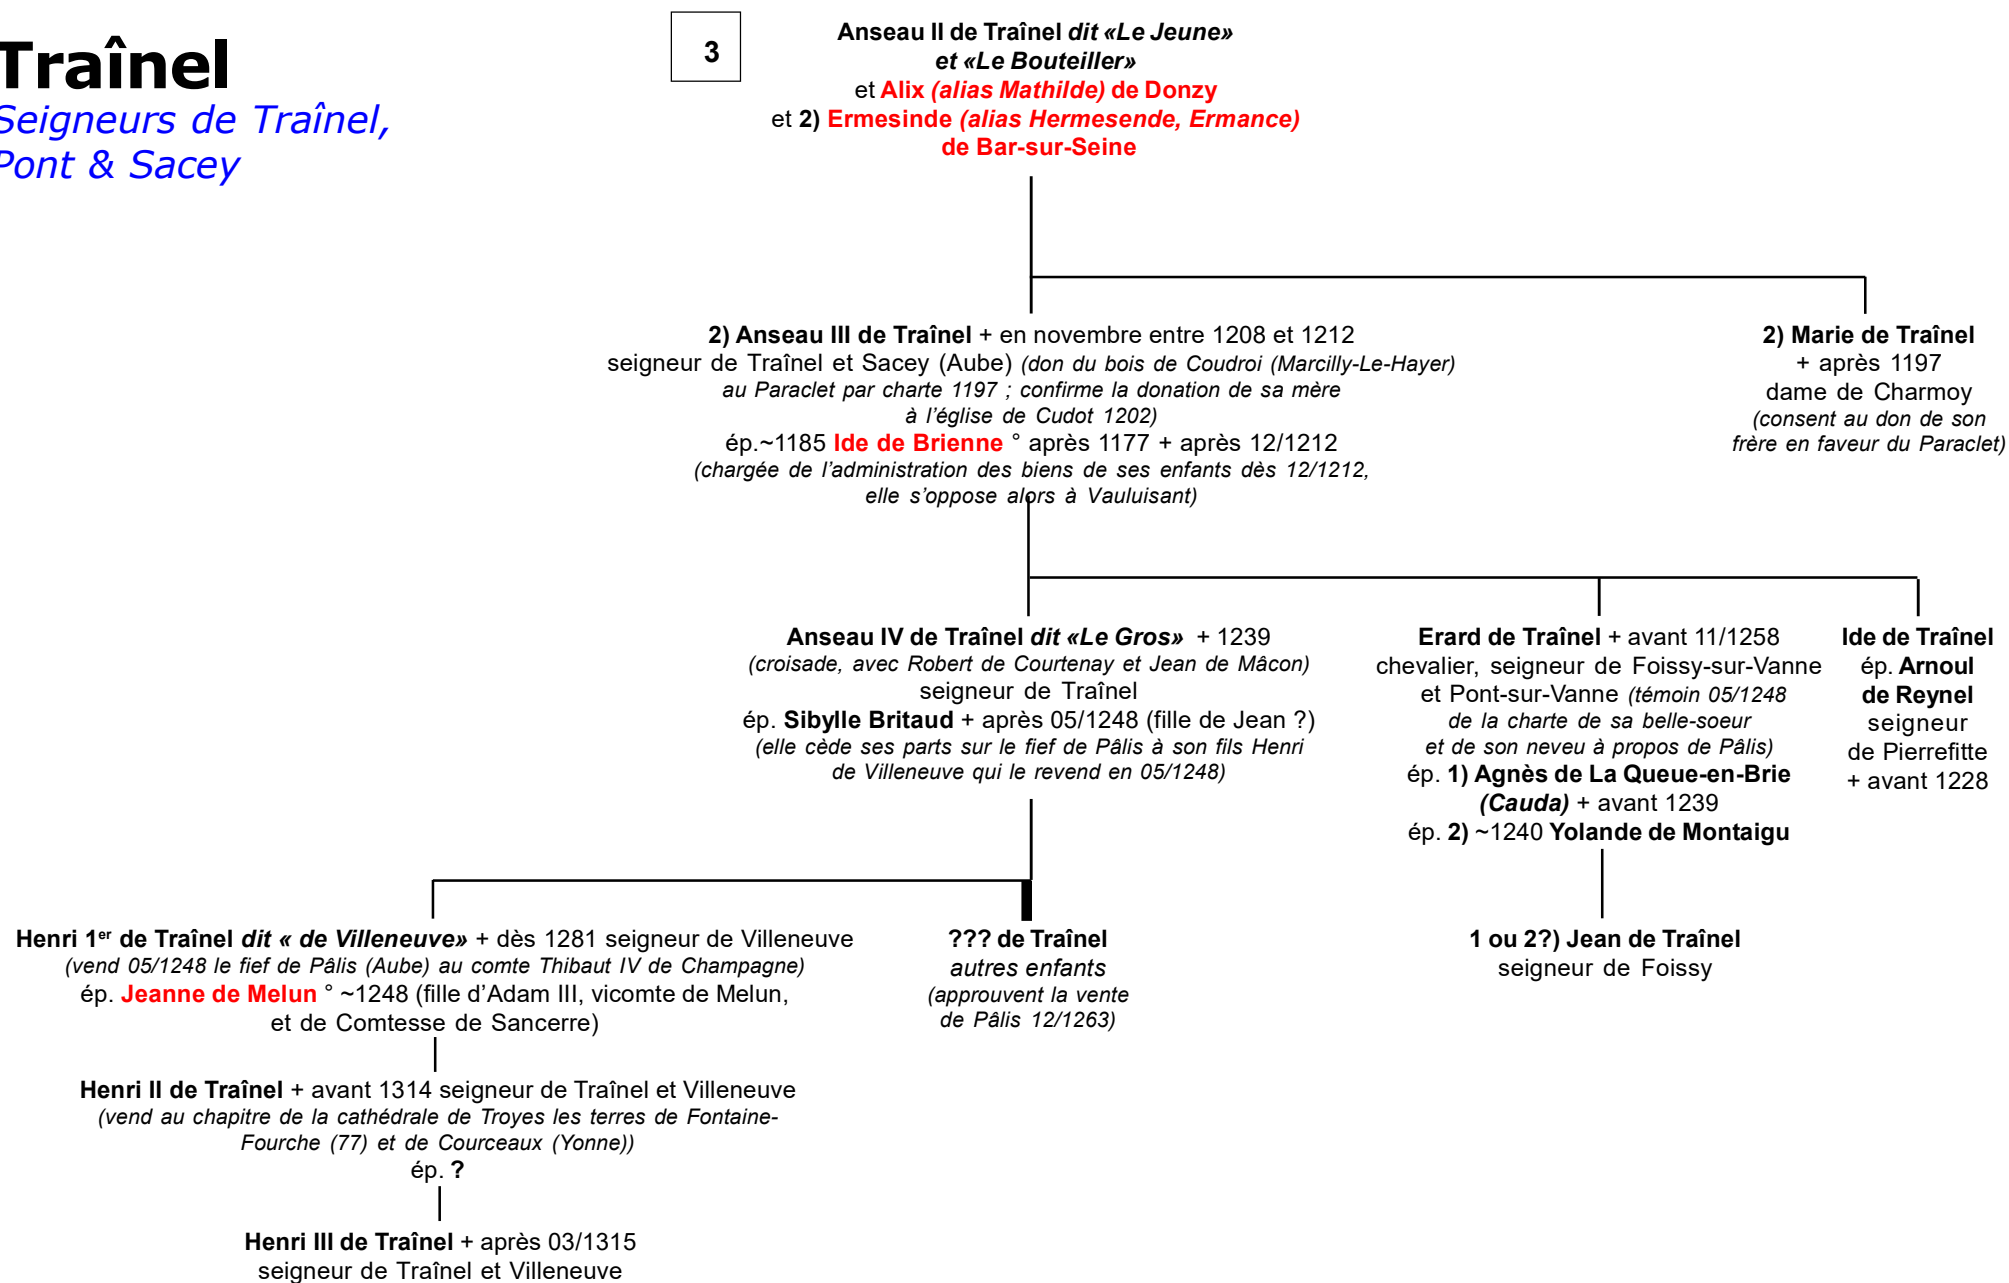 Traînel
Seigneurs de Traînel,
Pont & Sacey
3
Anseau II de Traînel dit «Le Jeune»
et «Le Bouteiller»
et Alix (alias Mathilde) de Donzy
et 2) Ermesinde (alias Hermesende, Ermance)
de Bar-sur-Seine
2) Anseau III de Traînel + en novembre entre 1208 et 1212
seigneur de Traînel et Sacey (Aube) (don du bois de Coudroi (Marcilly-Le-Hayer)
au Paraclet par charte 1197 ; confirme la donation de sa mère
à l'église de Cudot 1202)
ép.~1185 Ide de Brienne ° après 1177 + après 12/1212
(chargée de l'administration des biens de ses enfants dès 12/1212,
elle s'oppose alors à Vauluisant)
2) Marie de Traînel
+ après 1197
dame de Charmoy
(consent au don de son
frère en faveur du Paraclet)
Anseau IV de Traînel dit «Le Gros» + 1239
(croisade, avec Robert de Courtenay et Jean de Mâcon)
seigneur de Traînel
ép. Sibylle Britaud + après 05/1248 (fille de Jean ?)
(elle cède ses parts sur le fief de Pâlis à son fils Henri
de Villeneuve qui le revend en 05/1248)
Erard de Traînel + avant 11/1258
chevalier, seigneur de Foissy-sur-Vanne
et Pont-sur-Vanne (témoin 05/1248
de la charte de sa belle-soeur
et de son neveu à propos de Pâlis)
ép. 1) Agnès de La Queue-en-Brie
(Cauda) + avant 1239
ép. 2) ~1240 Yolande de Montaigu
Ide de Traînel
ép. Arnoul
de Reynel
seigneur
de Pierrefitte
+ avant 1228
Henri 1er de Traînel dit « de Villeneuve» + dès 1281 seigneur de Villeneuve
(vend 05/1248 le fief de Pâlis (Aube) au comte Thibaut IV de Champagne)
ép. Jeanne de Melun ° ~1248 (fille d'Adam III, vicomte de Melun,
et de Comtesse de Sancerre)
??? de Traînel
autres enfants
(approuvent la vente
de Pâlis 12/1263)
1 ou 2?) Jean de Traînel
seigneur de Foissy
Henri II de Traînel + avant 1314 seigneur de Traînel et Villeneuve
(vend au chapitre de la cathédrale de Troyes les terres de Fontaine-
Fourche (77) et de Courceaux (Yonne))
ép. ?
Henri III de Traînel + après 03/1315
seigneur de Traînel et Villeneuve